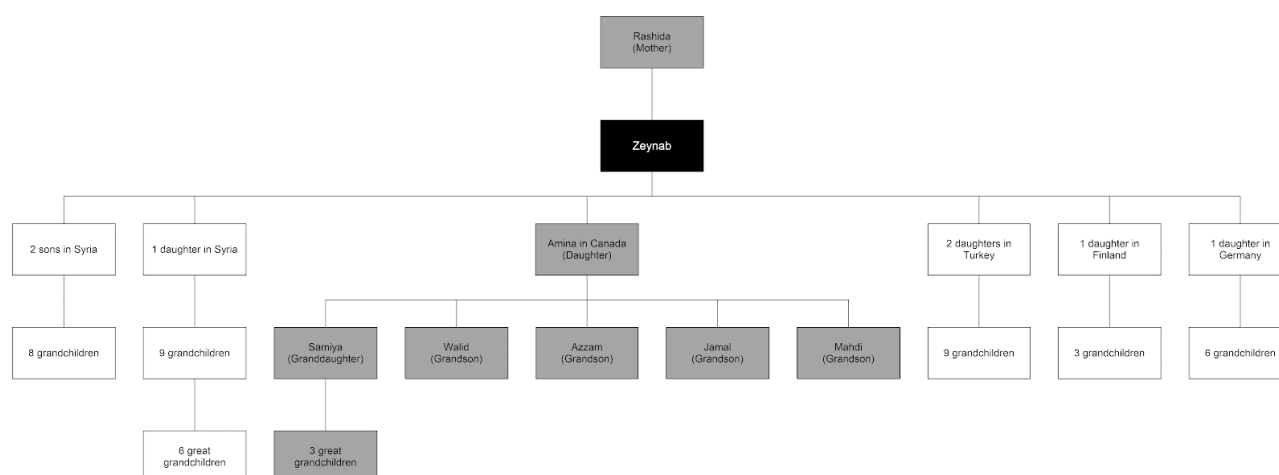 Rashida
(Mother)
Zeynab
2 sons in Syria
1 daughter in Syria
Amina in Canada
(Daughter)
2 daughters in
Turkey
1 daughter in
Finland
1 daughter in
Germany
8 grandchildren
9 grandchildren
Samiya
(Granddaughter)
Walid
(Grandson)
Azzam
(Grandson)
Jamal
(Grandson)
Mahdi
(Grandson)
9 grandchildren
3 grandchildren
6 grandchildren
6 great
grandchildren
3 great
grandchildren